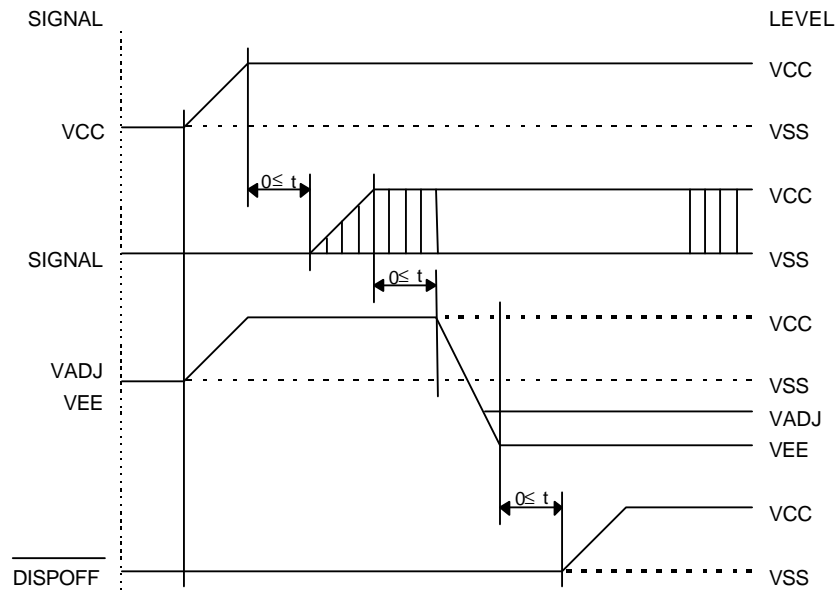 SIGNAL LEVEL
VCC
VCC VSS
0≤ t VCC
SIGNAL VSS
0≤ t
VCC
VADJ VSS
VEE
VADJ
VEE
0≤ t VCC
DISPOFF VSS